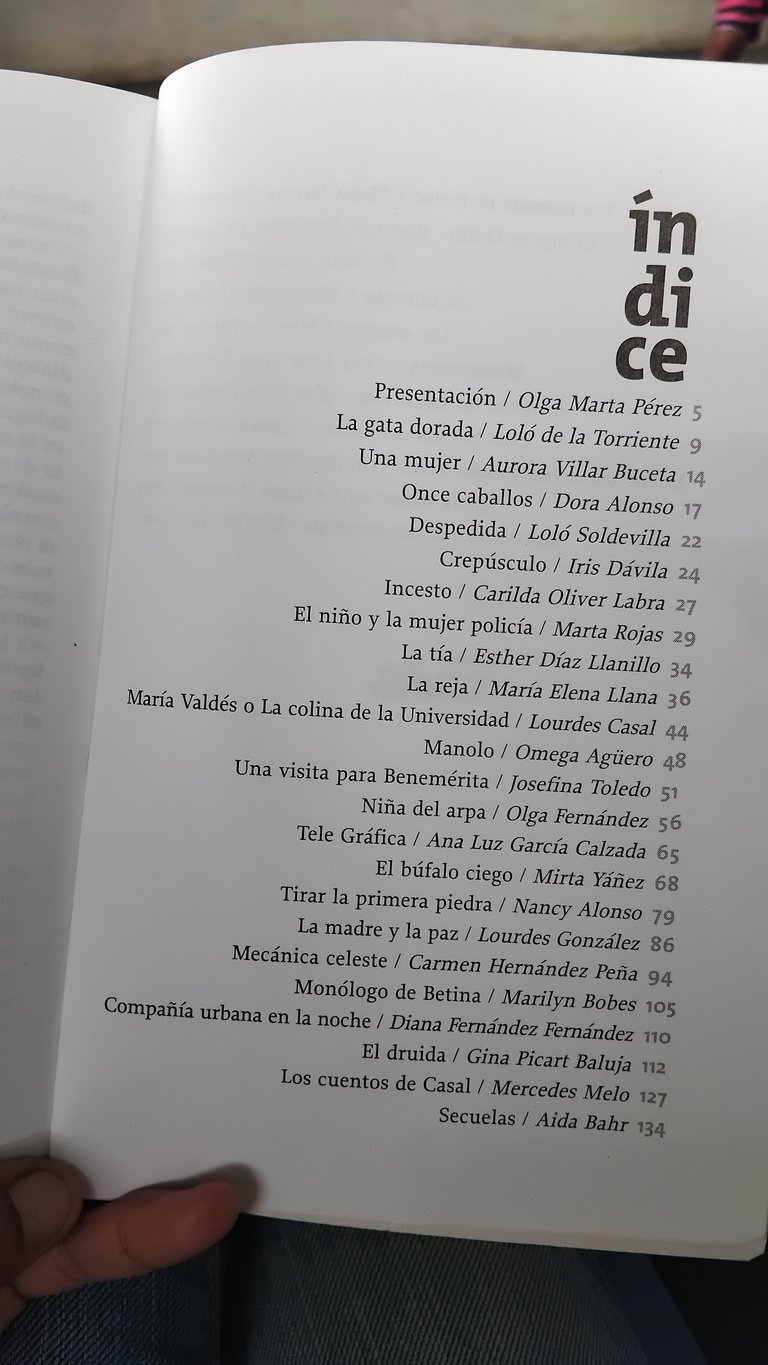 ín
di
ce
Presentación / Olga Marta Pérez 5
La gata dorada / Loló de la Torriente 9
Una mujer / Aurora Villar Buceta 14
Once caballos / Dora Alonso 17
Despedida / Loló Soldevilla 22
Crepúsculo / Iris Dávila 24
Incesto / Carilda Oliver Labra 27
El niño y la mujer policía / Marta Rojas 29
La tía / Esther Díaz Llanillo 34
La reja / María Elena Llana 36
María Valdés o La colina de la Universidad / Lourdes Casal 44
Manolo / Omega Agüero 48
Una visita para Benemérita / Josefina Toledo 51
Niña del arpa / Olga Fernández 56
Tele Gráfica / Ana Luz García Calzada 65
El búfalo ciego / Mirta Yáñez 68
Tirar la primera piedra / Nancy Alonso 79
La madre y la paz / Lourdes González 86
Mecánica celeste / Carmen Hernández Peña 94
Monólogo de Betina / Marilyn Bobes 105
Compañía urbana en la noche / Diana Fernández Fernández 110
El druida / Gina Picart Baluja 112
Los cuentos de Casal / Mercedes Melo 127
Secuelas / Aida Bahr 134